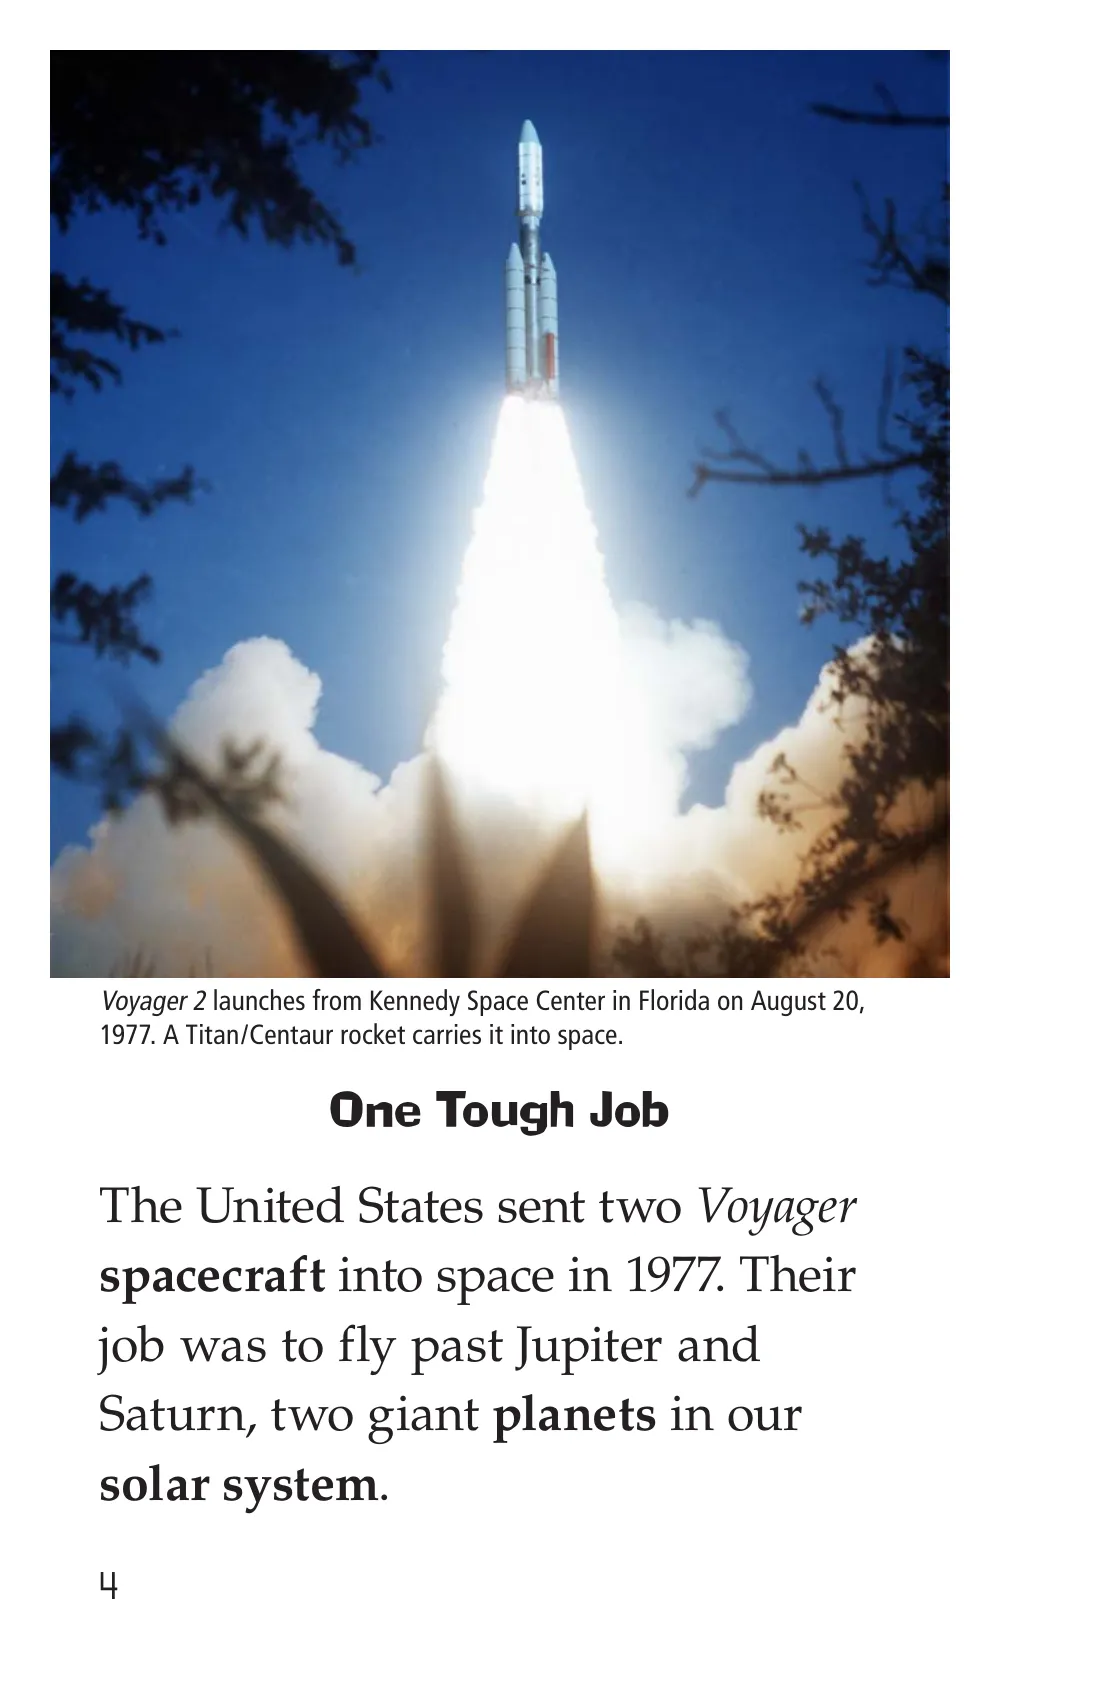 Voyager 2 launches from Kennedy Space Center in Florida on August 20,
1977. A Titan/Centaur rocket carries it into space.
One Tough Job
The United States sent two Voyager
spacecraft into space in 1977. Their
job was to fly past Jupiter and
Saturn, two giant planets in our
solar system.
4